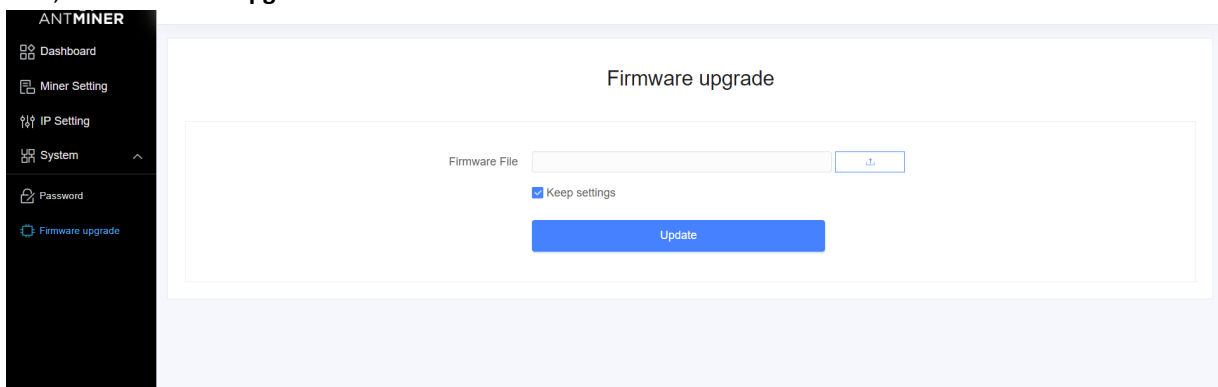 ANTMINER
Dashboard
Miner Setting
IP Setting
System
Password
Firmware upgrade
Firmware upgrade
Firmware File
Keep settings
Update